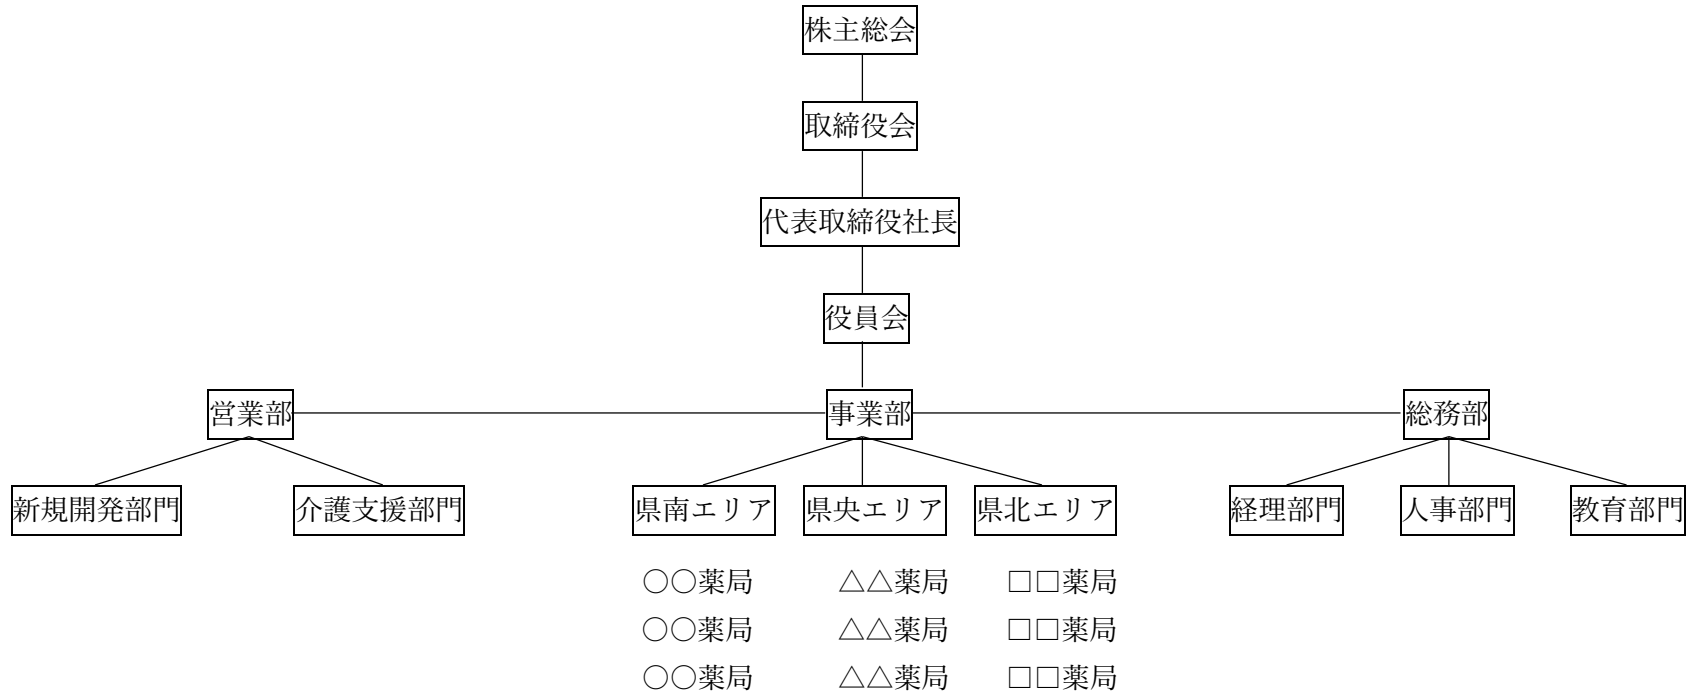 株主総会
取締役会
代表取締役社長
役員会
営業部 事業部 総務部
新規開発部門 介護支援部門 県南エリア 県央エリア 県北エリア 経理部門 人事部門 教育部門
○○薬局 △△薬局 □□薬局
○○薬局 △△薬局 □□薬局
○○薬局 △△薬局 □□薬局